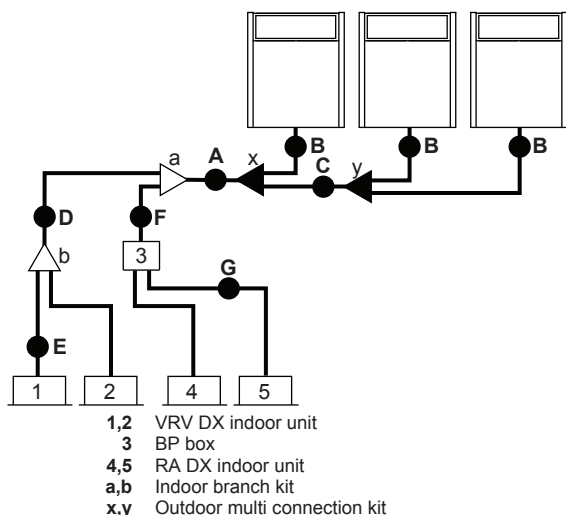 B B B
a A x C y
D F
b 3 G
E
1 2 4 5
1,2 VRV DX indoor unit
3 BP box
4,5 RA DX indoor unit
a,b Indoor branch kit
x,y Outdoor multi connection kit